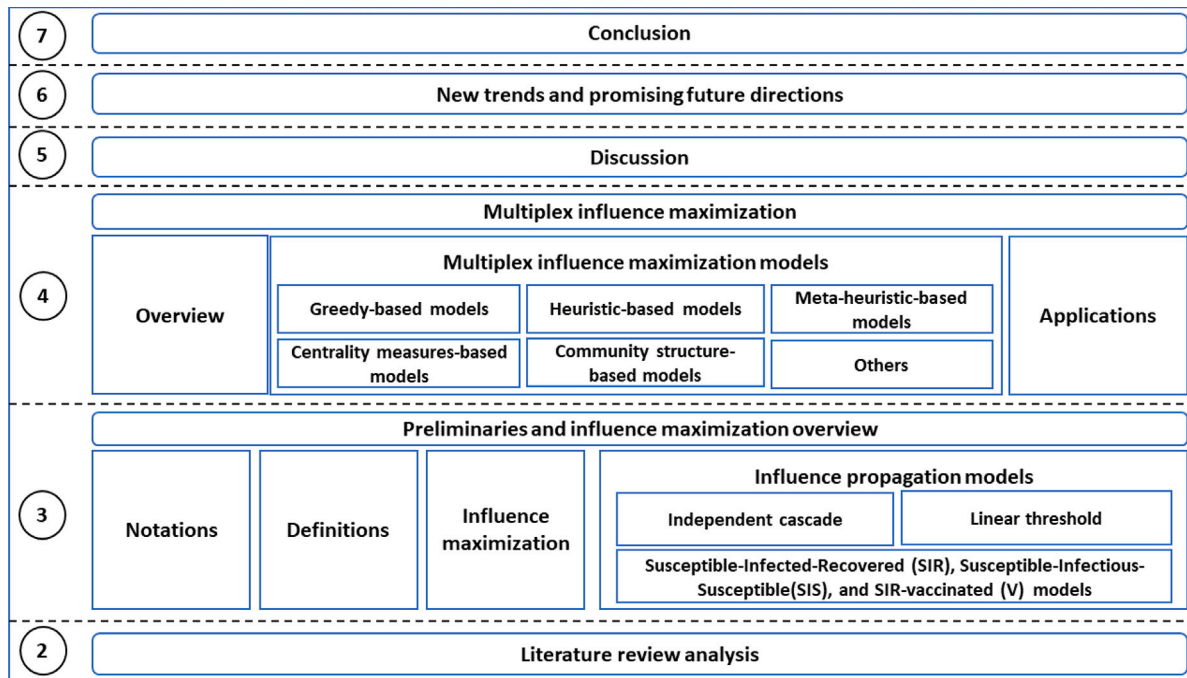 7
Conclusion
6
New trends and promising future directions
5
Discussion
4
Multiplex influence maximization
Overview
Multiplex influence maximization models
Greedy-based models
Heuristic-based models
Meta-heuristic-based
models
Centrality measures-based
models
Community structure-
based models
Others
Applications
3
Preliminaries and influence maximization overview
Notations
Definitions
Influence
maximization
Influence propagation models
Independent cascade
Linear threshold
Susceptible-Infected-Recovered (SIR), Susceptible-Infectious-
Susceptible(SIS), and SIR-vaccinated (V) models
2
Literature review analysis